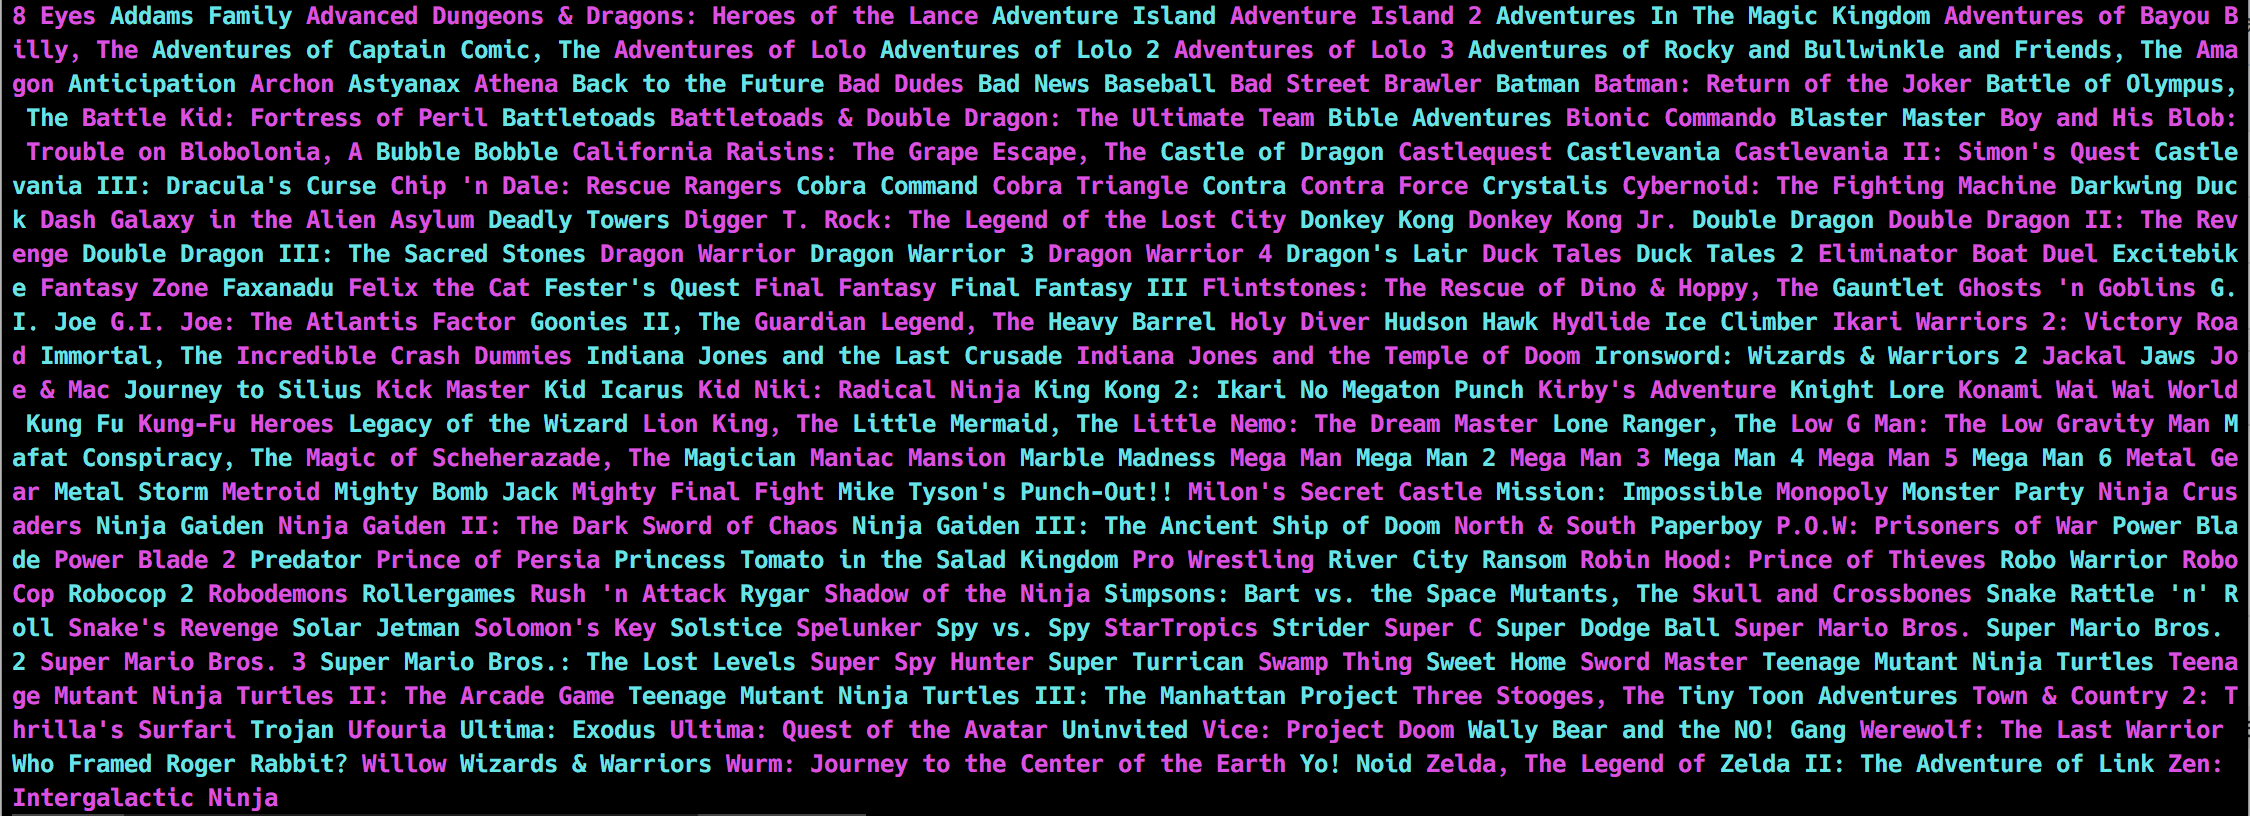 8 Eyes Addams Family Advanced Dungeons & Dragons: Heroes of the Lance Adventure Island Adventure Island 2 Adventures In The Magic Kingdom Adventures of Bayou B
illy, The Adventures of Captain Comic, The Adventures of Lolo Adventures of Lolo 2 Adventures of Lolo 3 Adventures of Rocky and Bullwinkle and Friends, The Ama
gon Anticipation Archon Astyanax Athena Back to the Future Bad Dudes Bad News Baseball Bad Street Brawler Batman Batman: Return of the Joker Battle of Olympus,
The Battle Kid: Fortress of Peril Battletoads Battletoads & Double Dragon: The Ultimate Team Bible Adventures Bionic Commando Blaster Master Boy and His Blob:
Trouble on Blobolonia, A Bubble Bobble California Raisins: The Grape Escape, The Castle of Dragon Castlequest Castlevania Castlevania II: Simon's Quest Castle
vania III: Dracula's Curse Chip 'n Dale: Rescue Rangers Cobra Command Cobra Triangle Contra Contra Force Crystalis Cybernoid: The Fighting Machine Darkwing Duc
k Dash Galaxy in the Alien Asylum Deadly Towers Digger T. Rock: The Legend of the Lost City Donkey Kong Donkey Kong Jr. Double Dragon Double Dragon II: The Rev
enge Double Dragon III: The Sacred Stones Dragon Warrior Dragon Warrior 3 Dragon Warrior 4 Dragon's Lair Duck Tales Duck Tales 2 Eliminator Boat Duel Excitebik
e Fantasy Zone Faxanadu Felix the Cat Fester's Quest Final Fantasy Final Fantasy III Flintstones: The Rescue of Dino & Hoppy, The Gauntlet Ghosts 'n Goblins G.
I. Joe G.I. Joe: The Atlantis Factor Goonies II, The Guardian Legend, The Heavy Barrel Holy Diver Hudson Hawk Hydlide Ice Climber Ikari Warriors 2: Victory Roa
d Immortal, The Incredible Crash Dummies Indiana Jones and the Last Crusade Indiana Jones and the Temple of Doom Ironsword: Wizards & Warriors 2 Jackal Jaws Jo
e & Mac Journey to Silius Kick Master Kid Icarus Kid Niki: Radical Ninja King Kong 2: Ikari No Megaton Punch Kirby's Adventure Knight Lore Konami Wai Wai World
Kung Fu Kung-Fu Heroes Legacy of the Wizard Lion King, The Little Mermaid, The Little Nemo: The Dream Master Lone Ranger, The Low G Man: The Low Gravity Man M
afat Conspiracy, The Magic of Scheherazade, The Magician Maniac Mansion Marble Madness Mega Man Mega Man 2 Mega Man 3 Mega Man 4 Mega Man 5 Mega Man 6 Metal Ge
ar Metal Storm Metroid Mighty Bomb Jack Mighty Final Fight Mike Tyson's Punch-Out!! Milon's Secret Castle Mission: Impossible Monopoly Monster Party Ninja Crus
aders Ninja Gaiden Ninja Gaiden II: The Dark Sword of Chaos Ninja Gaiden III: The Ancient Ship of Doom North & South Paperboy P.O.W: Prisoners of War Power Bla
de Power Blade 2 Predator Prince of Persia Princess Tomato in the Salad Kingdom Pro Wrestling River City Ransom Robin Hood: Prince of Thieves Robo Warrior Robo
Cop Robocop 2 Robodemons Rollergames Rush 'n Attack Rygar Shadow of the Ninja Simpsons: Bart vs. the Space Mutants, The Skull and Crossbones Snake Rattle 'n' R
oll Snake's Revenge Solar Jetman Solomon's Key Solstice Spelunker Spy vs. Spy StarTropics Strider Super C Super Dodge Ball Super Mario Bros. Super Mario Bros.
2 Super Mario Bros. 3 Super Mario Bros.: The Lost Levels Super Spy Hunter Super Turrican Swamp Thing Sweet Home Sword Master Teenage Mutant Ninja Turtles Teena
ge Mutant Ninja Turtles II: The Arcade Game Teenage Mutant Ninja Turtles III: The Manhattan Project Three Stooges, The Tiny Toon Adventures Town & Country 2: T
hrilla's Surfari Trojan Ufouria Ultima: Exodus Ultima: Quest of the Avatar Uninvited Vice: Project Doom Wally Bear and the NO! Gang Werewolf: The Last Warrior
Who Framed Roger Rabbit? Willow Wizards & Warriors Wurm: Journey to the Center of the Earth Yo! Noid Zelda, The Legend of Zelda II: The Adventure of Link Zen:
Intergalactic Ninja